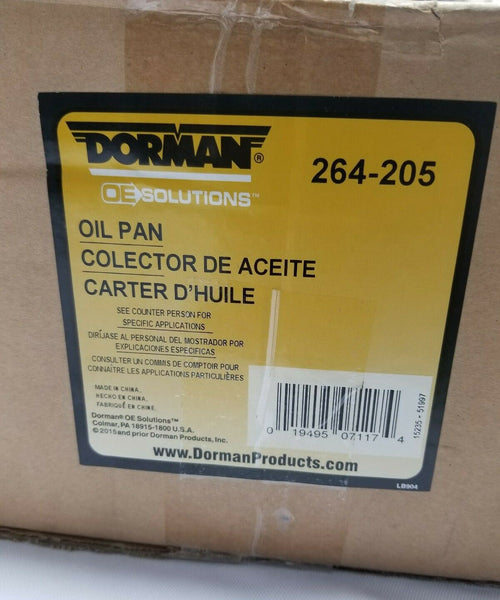 DORMAN®
OE SOLUTIONS™
264-205
OIL PAN
COLECTOR DE ACEITE
CARTER D'HUILE
SEE COUNTER PERSON FOR
SPECIFIC APPLICATIONS
DIRÍJASE AL PERSONAL DEL MOSTRADOR POR
EXPLICACIONES ESPECIFICAS
CONSULTER UN COMMIS DE COMPTOIR POUR
CONNAÎTRE LES APPLICATIONS PARTICULIÈRES
MADE IN CHINA.
HECHO EN CHINA.
FABRIQUÉ EN CHINE.
Dorman® OE Solutions™
Colmar, PA 18915-1800 U.S.A.
©2015 and prior Dorman Products, Inc.
0 19495 07117 4
15235 - 51997
www.DormanProducts.com
LB904